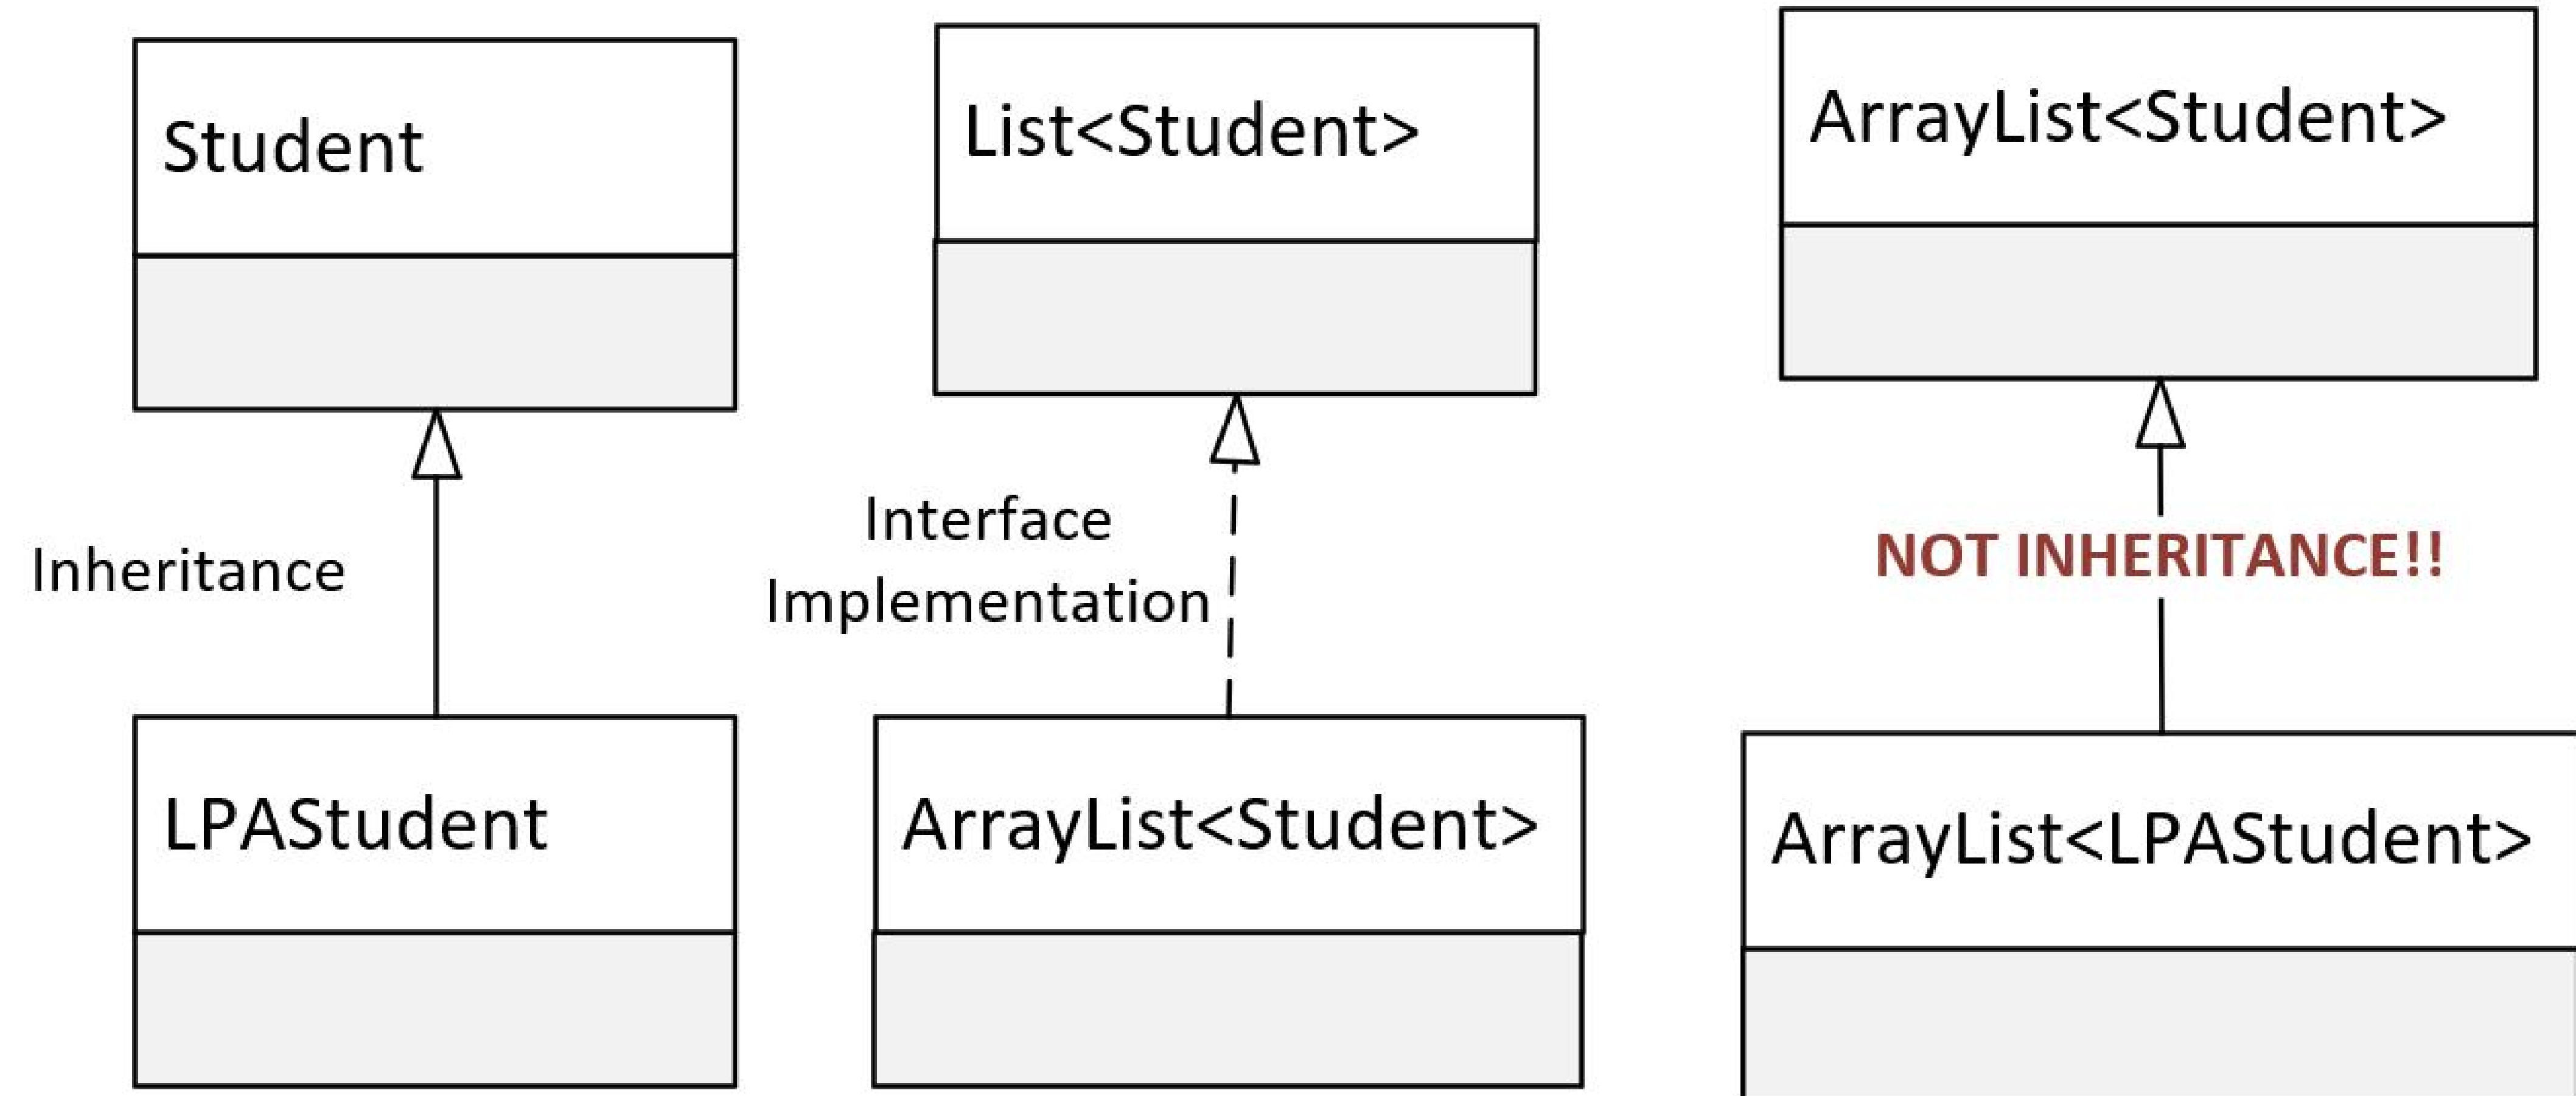 Student
List<Student>
ArrayList<Student>
Inheritance
Interface
Implementation
NOT INHERITANCE!!
LPAStudent
ArrayList<Student>
ArrayList<LPAStudent>